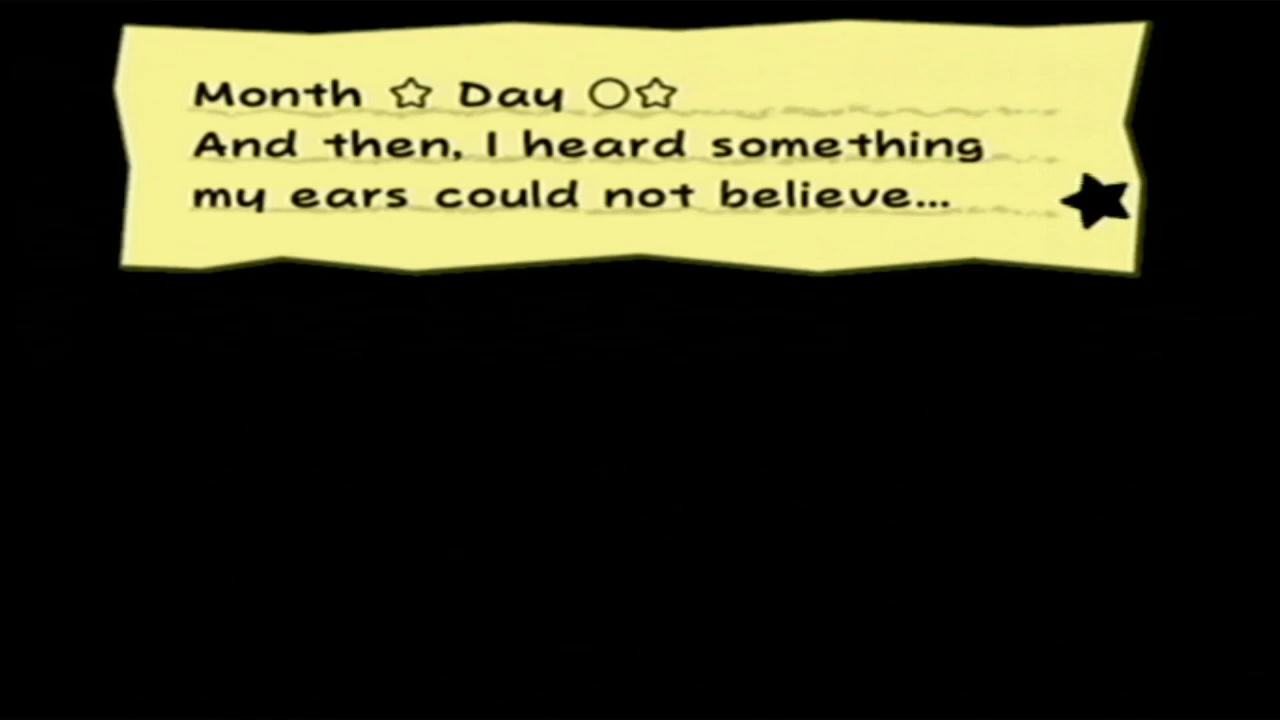 Month ☆ Day ○☆
And then, I heard something
my ears could not believe...